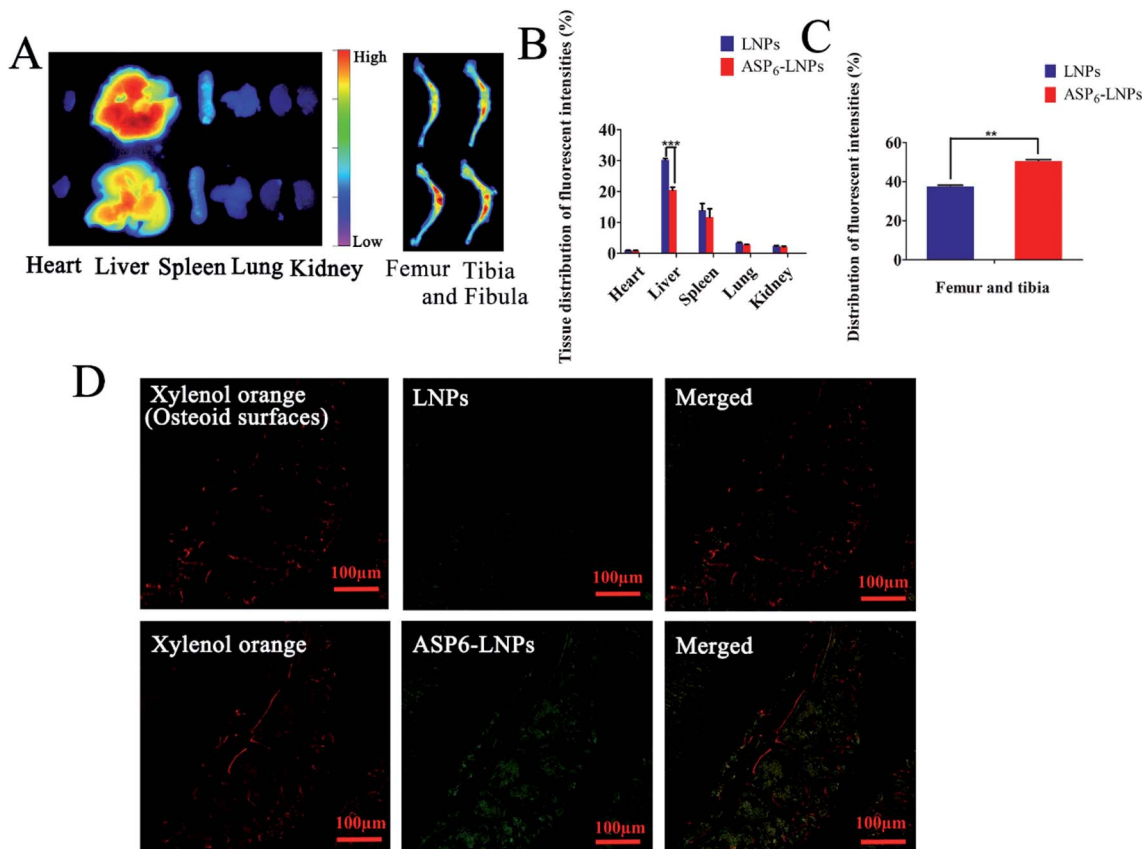 A
High
Low
Heart Liver Spleen Lung Kidney
Femur Tibia
and Fibula
B
LNPs
ASP6-LNPs
Tissue distribution of fluorescent intensities (%)
40
30
20
10
0
***
Heart
Liver
Spleen
Lung
Kidney
C
LNPs
ASP6-LNPs
Distribution of fluorescent intensities (%)
80
60
40
20
0
**
Femur and tibia
D
Xylenol orange
(Osteoid surfaces)
100µm
LNPs
100µm
Merged
100µm
Xylenol orange
100µm
ASP6-LNPs
100µm
Merged
100µm